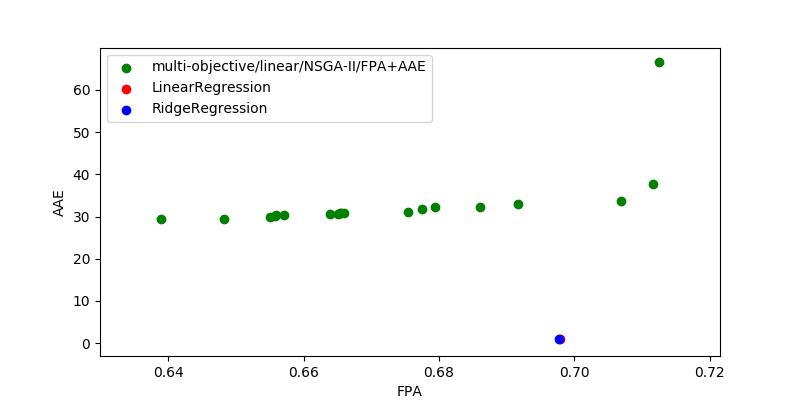 multi-objective/linear/NSGA-II/FPA+AAE
LinearRegression
RidgeRegression
AAE
60
50
40
30
20
10
0
0.64 0.66 0.68 0.70 0.72
FPA